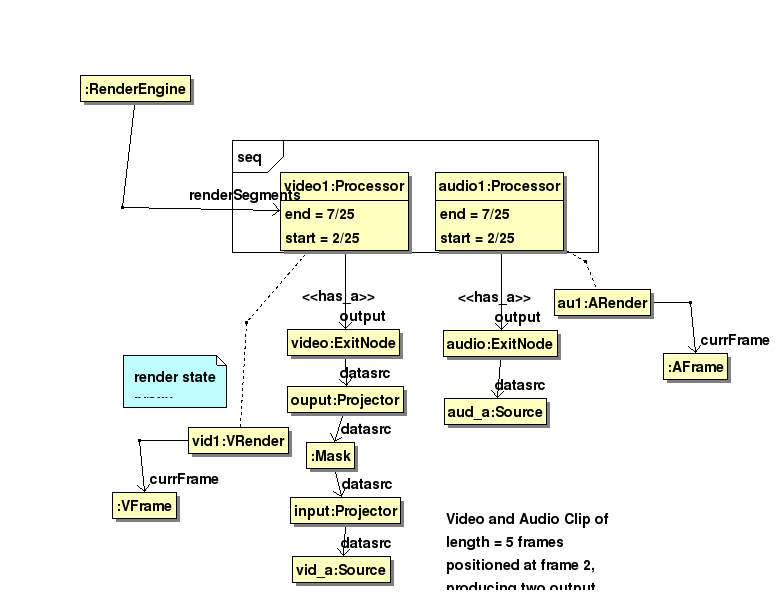 :RenderEngine
seq
renderSegments
video1:Processor
end = 7/25
start = 2/25
audio1:Processor
end = 7/25
start = 2/25
<<has_a>>
output
<<has_a>>
output
au1:ARender
currFrame
:AFrame
video:ExitNode
datasrc
audio:ExitNode
datasrc
render state
ouput:Projector
datasrc
aud_a:Source
vid1:VRender
currFrame
:VFrame
:Mask
datasrc
input:Projector
datasrc
vid_a:Source
Video and Audio Clip of
length = 5 frames
positioned at frame 2,
producing two output